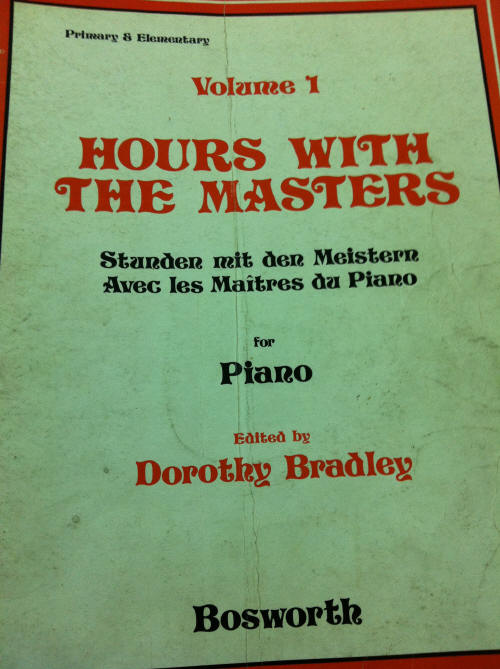 Primary & Elementary
Volume 1
HOURS WITH
THE MASTERS
Stunden mit den Meistern
Avec les Maîtres du Piano
for
Piano
Edited by
Dorothy Bradley
Bosworth